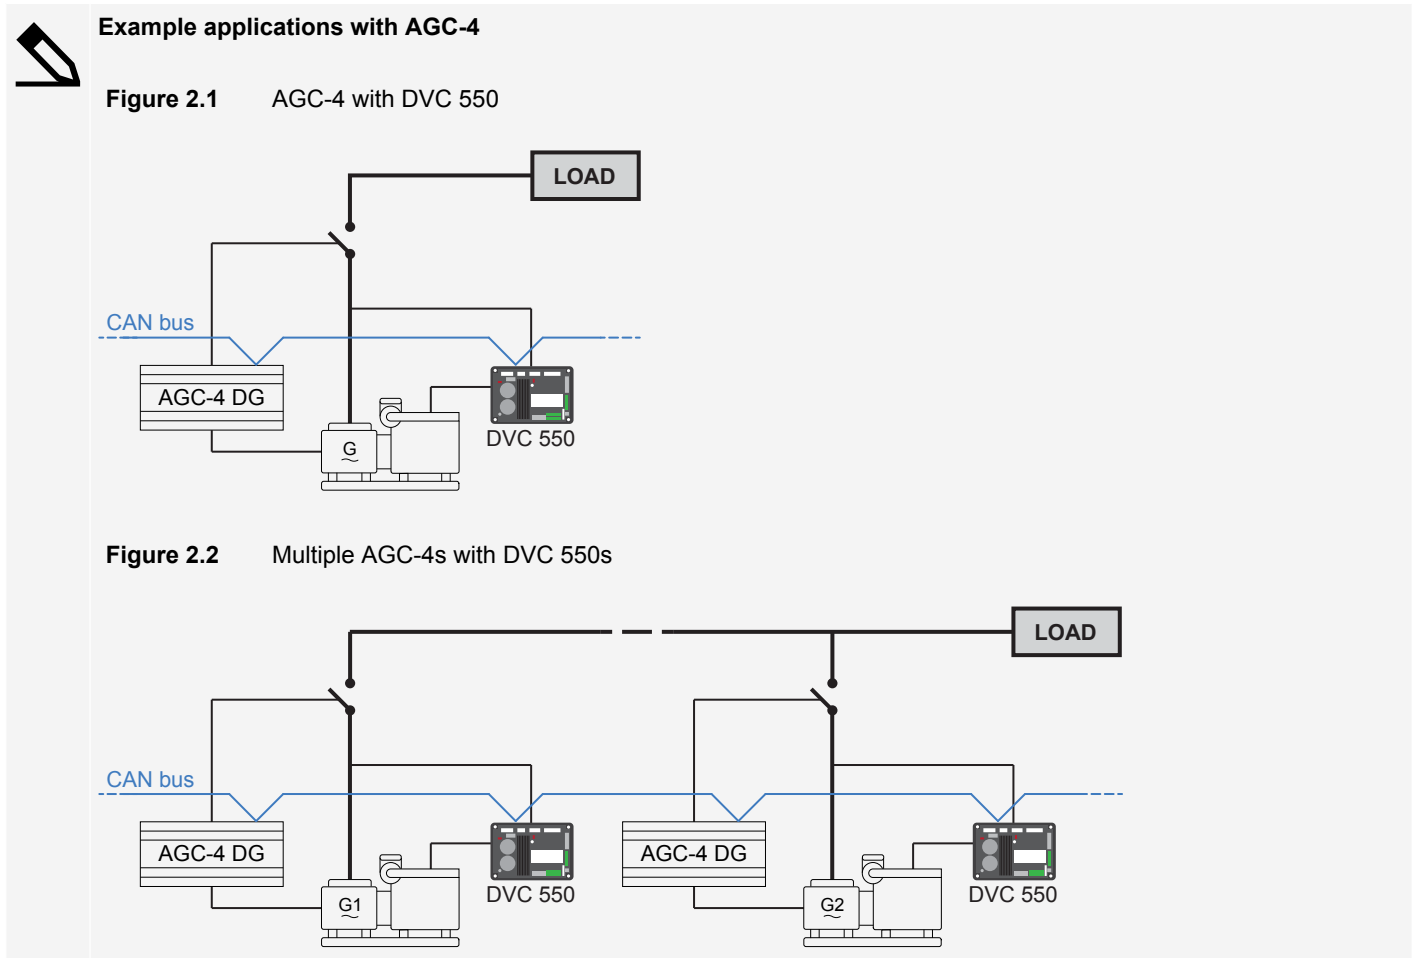 Example applications with AGC-4
Figure 2.1 AGC-4 with DVC 550
LOAD
CAN bus
AGC-4 DG
DVC 550
G
Figure 2.2 Multiple AGC-4s with DVC 550s
LOAD
CAN bus
AGC-4 DG
AGC-4 DG
G1
DVC 550
G2
DVC 550